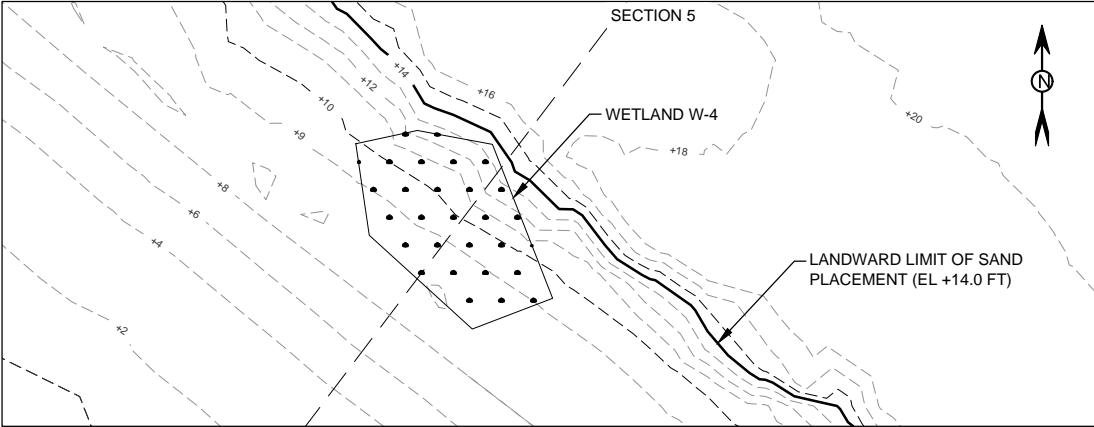 SECTION 5
+14
+12
+16
+10
WETLAND W-4
+20
+9
+18
+8
+6
+4
LANDWARD LIMIT OF SAND
PLACEMENT (EL +14.0 FT)
+2
N